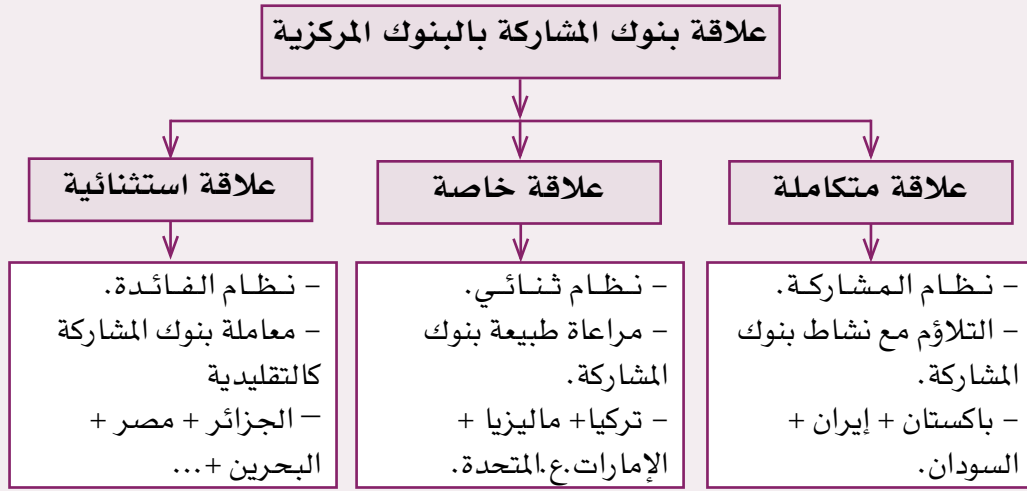 علاقة بنوك المشاركة بالبنوك المركزية
علاقة متكاملة
– نظام المشاركة.
– التلاؤم مع نشاط بنوك
المشاركة.
– باكستان + إيران +
السودان.
علاقة خاصة
– نظام ثنائي.
– مراعاة طبيعة بنوك
المشاركة.
– تركيا+ ماليزيا +
الإمارات.ع.المتحدة.
علاقة استثنائية
– نظام الفائدة.
– معاملة بنوك المشاركة
كالتقليدية
– الجزائر + مصر +
البحرين +...